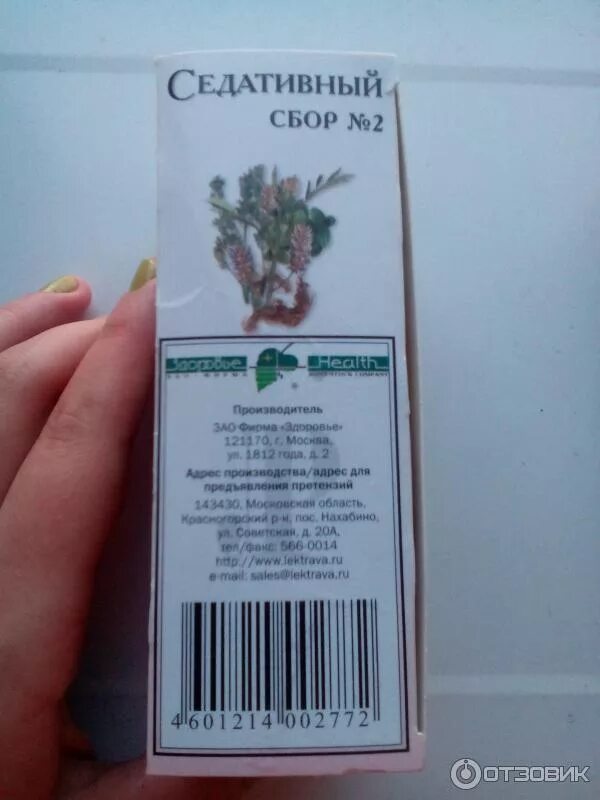 СЕДАТИВНЫЙ
СБОР №2
Здоровье Health
Производитель
ЗАО Фирма «Здоровье»
121170, г. Москва,
ул. 1812 года, д. 2
Адрес производства/адрес для
предъявления претензий
143430, Московская область,
Красногорский р-н, пос. Нахабино,
ул. Советская, д. 20А,
тел/факс: 566-0014
http://www.lektrava.ru
e-mail: sales@lektrava.ru
4 601214 002772
ОТЗОВИК